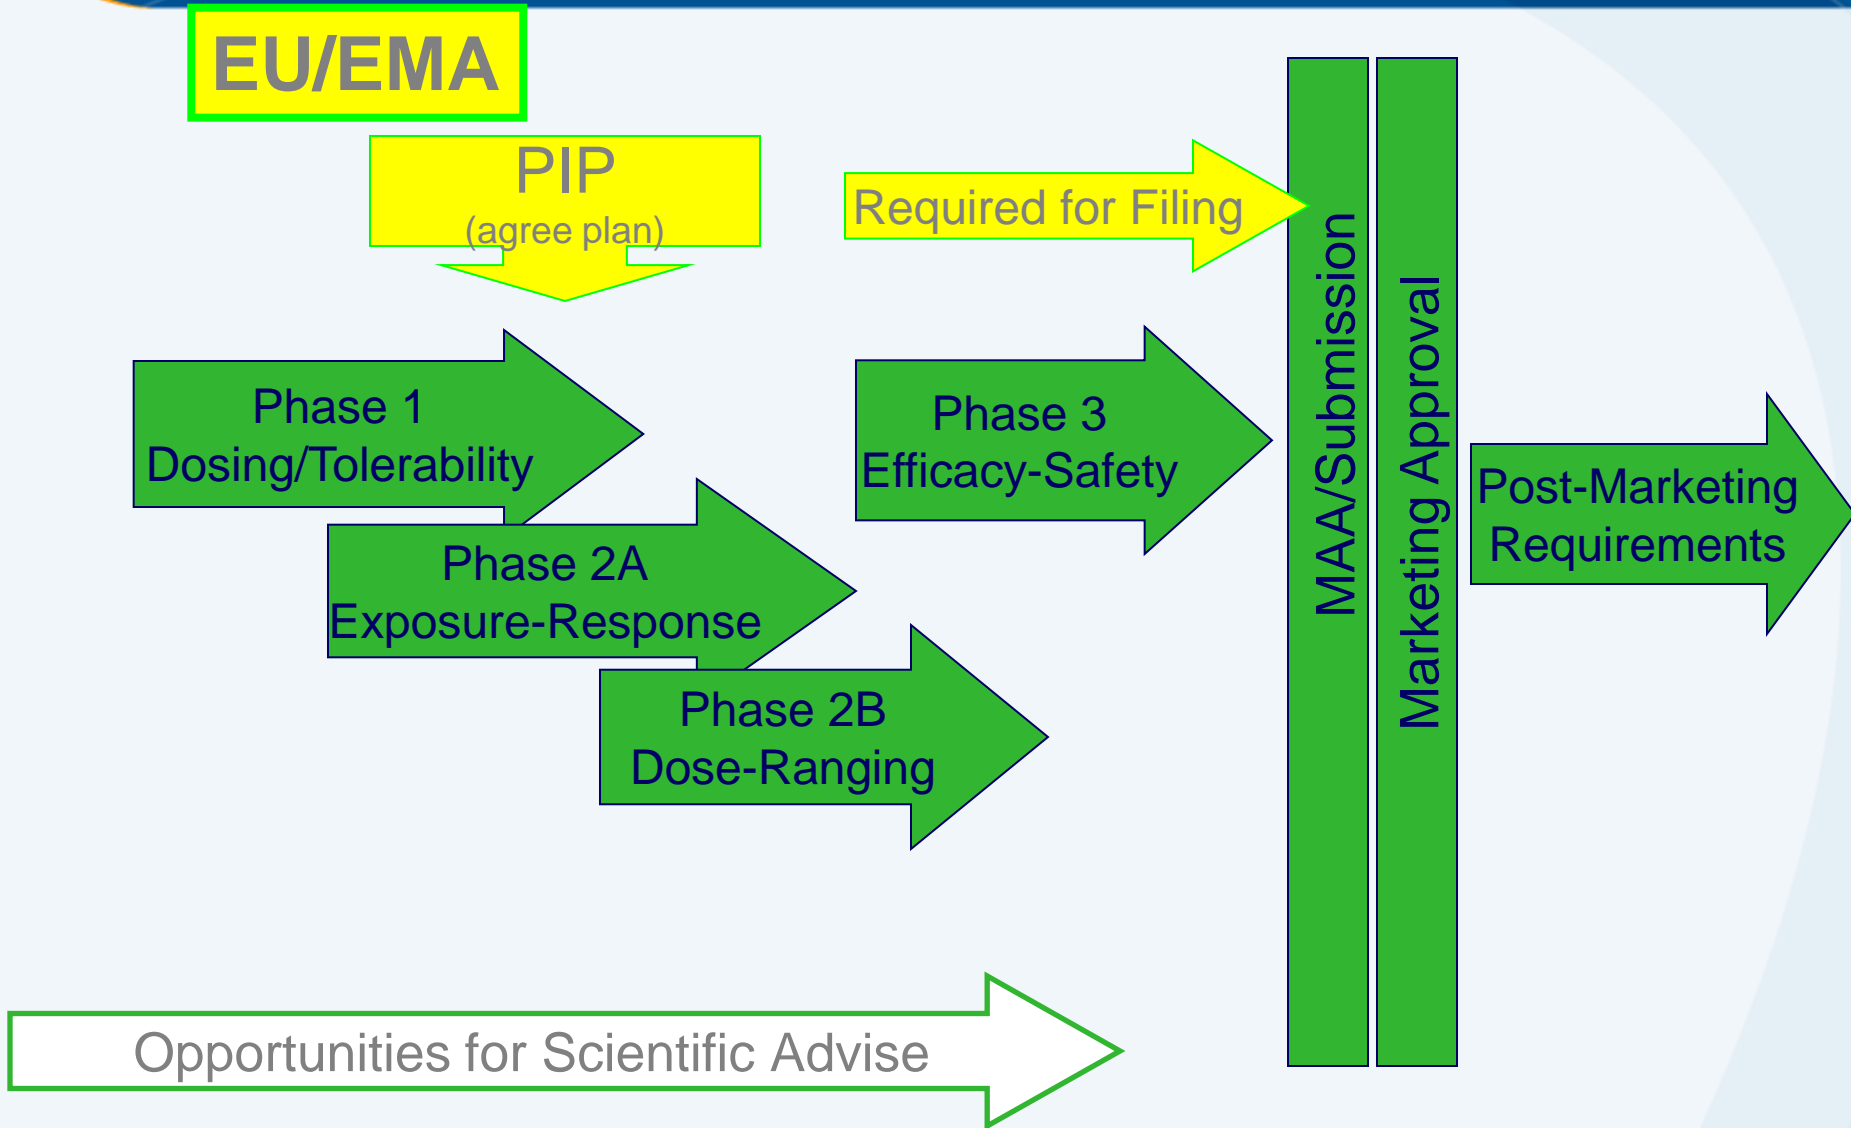 EU/EMA
PIP
(agree plan)
Required for Filing
Phase 1
Dosing/Tolerability
Phase 2A
Exposure-Response
Phase 2B
Dose-Ranging
Phase 3
Efficacy-Safety
MAA/Submission
Marketing Approval
Post-Marketing
Requirements
Opportunities for Scientific Advise